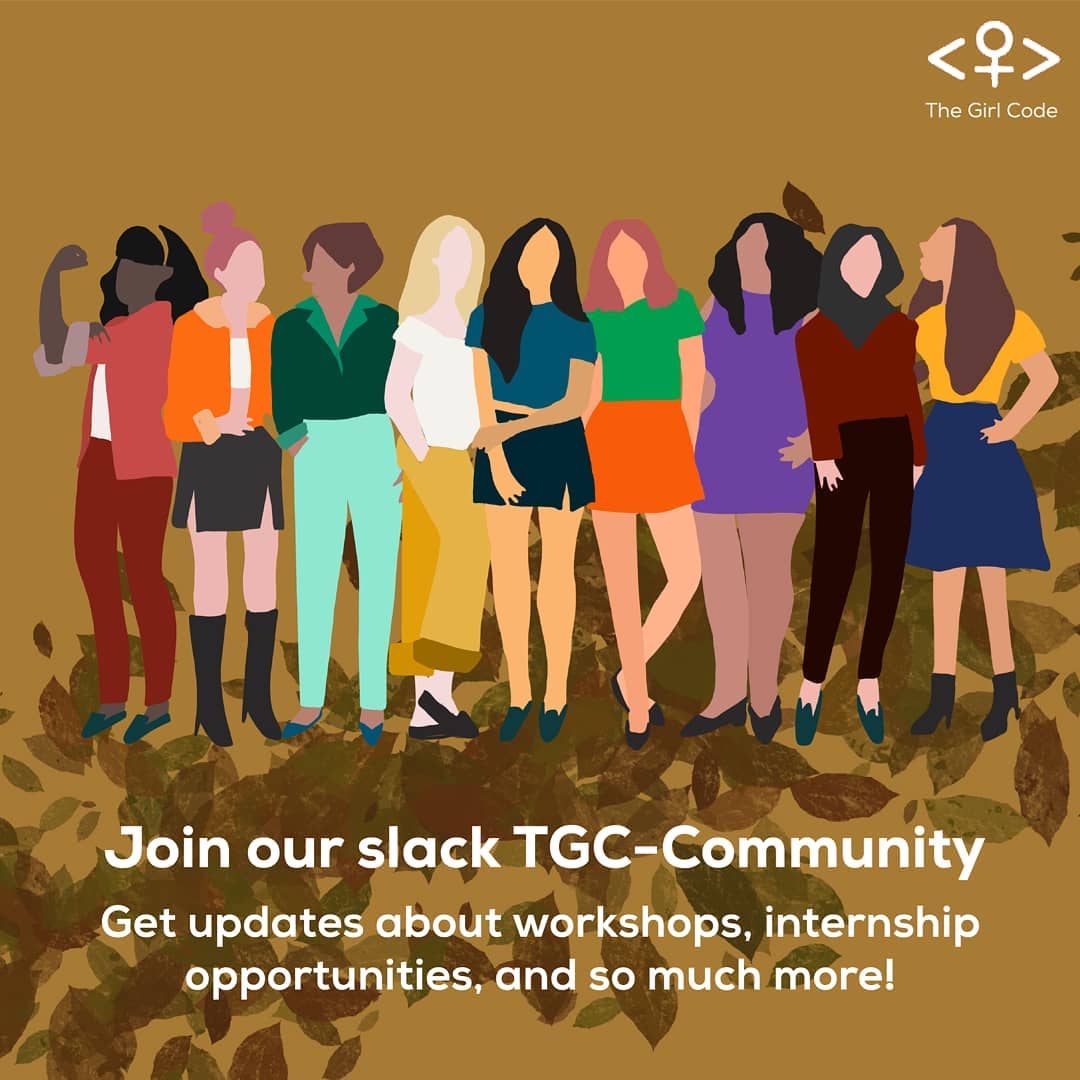 The Girl Code
Join our slack TGC-Community
Get updates about workshops, internship
opportunities, and so much more!